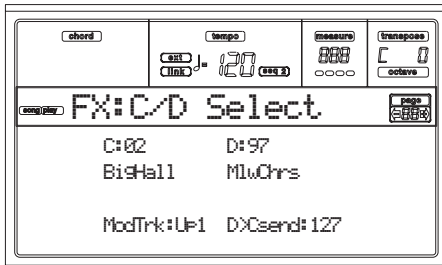 chord tempo measure transpose
ext link ♩= 120 seq 2 888 C 0
octave
song play FX:C/D Select page 88
C:02 D:97
BigHall MlwChrs
ModTrk:Up1 D>Csend:127